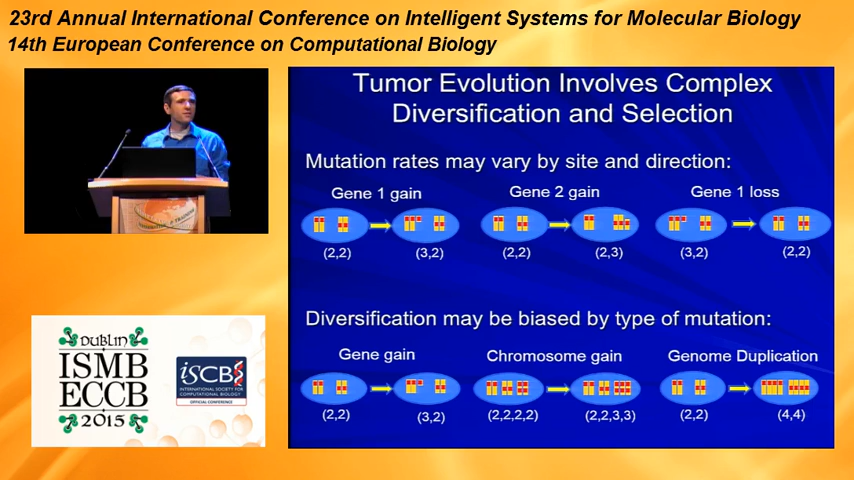 23rd Annual International Conference on Intelligent Systems for Molecular Biology
14th European Conference on Computational Biology
Tumor Evolution Involves Complex
Diversification and Selection
Mutation rates may vary by site and direction:
Gene 1 gain
Gene 2 gain
Gene 1 loss
(2,2)
(3,2)
(2,2)
(2,3)
(3,2)
(2,2)
Diversification may be biased by type of mutation:
Gene gain
Chromosome gain
Genome Duplication
(2,2)
(3,2)
(2,2,2,2)
(2,2,3,3)
(2,2)
(4,4)
DUBLIN
ISMB
ECCB
2015
ISCB
INTERNATIONAL SOCIETY FOR
COMPUTATIONAL BIOLOGY
OFFICIAL CONFERENCE